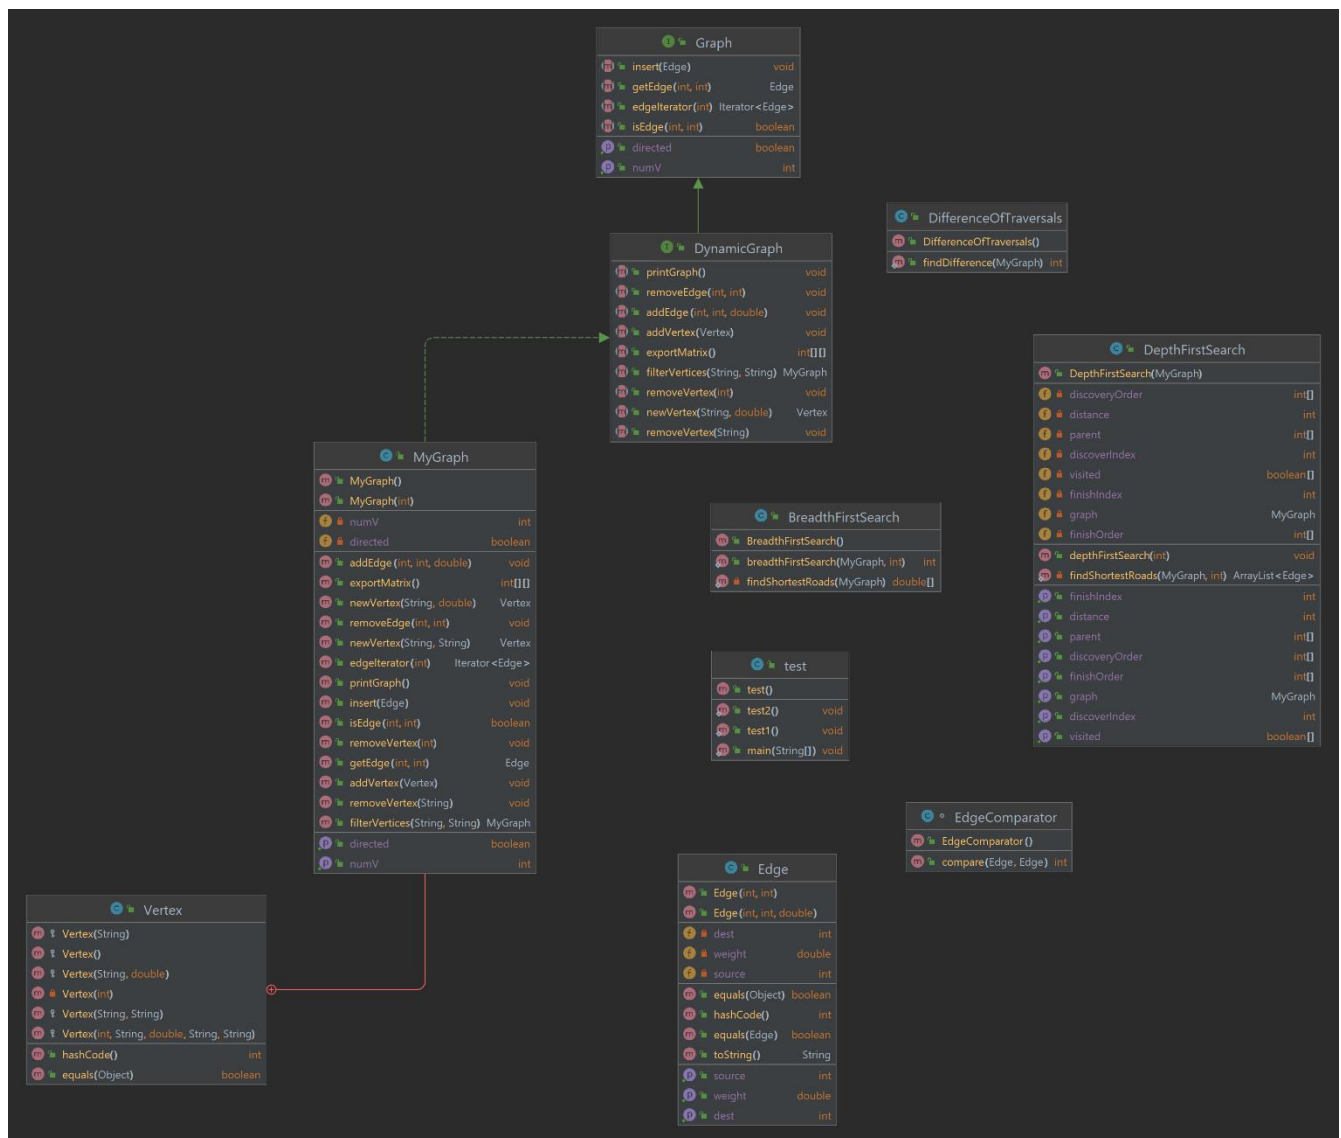 Graph
insert(Edge) void
getEdge(int, int) Edge
edgeIterator(int) Iterator<Edge>
isEdge(int, int) boolean
directed boolean
numV int
DifferenceOfTraversals
DifferenceOfTraversals()
findDifference(MyGraph) int
DynamicGraph
printGraph() void
removeEdge(int, int) void
addEdge(int, int, double) void
addVertex(Vertex) void
exportMatrix() int[][]
filterVertices(String, String) MyGraph
removeVertex(int) void
newVertex(String, double) Vertex
removeVertex(String) void
DepthFirstSearch
DepthFirstSearch(MyGraph)
discoveryOrder int[]
distance int
parent int[]
discoverIndex int
visited boolean[]
finishIndex int
graph MyGraph
finishOrder int[]
depthFirstSearch(int) void
findShortestRoads(MyGraph, int) ArrayList<Edge>
finishIndex int
distance int
parent int[]
discoveryOrder int[]
finishOrder int[]
graph MyGraph
discoverIndex int
visited boolean[]
MyGraph
MyGraph()
MyGraph(int)
numV int
directed boolean
addEdge(int, int, double) void
exportMatrix() int[][]
newVertex(String, double) Vertex
removeEdge(int, int) void
newVertex(String, String) Vertex
edgeIterator(int) Iterator<Edge>
printGraph() void
insert(Edge) void
isEdge(int, int) boolean
removeVertex(int) void
getEdge(int, int) Edge
addVertex(Vertex) void
removeVertex(String) void
filterVertices(String, String) MyGraph
directed boolean
numV int
BreadthFirstSearch
BreadthFirstSearch()
breadthFirstSearch(MyGraph, int) int
findShortestRoads(MyGraph) double[]
test
test()
test2() void
test1() void
main(String[]) void
EdgeComparator
EdgeComparator()
compare(Edge, Edge) int
Edge
Edge(int, int)
Edge(int, int, double)
dest int
weight double
source int
equals(Object) boolean
hashCode() int
equals(Edge) boolean
toString() String
source int
weight double
dest int
Vertex
Vertex(String)
Vertex()
Vertex(String, double)
Vertex(int)
Vertex(String, String)
Vertex(int, String, double, String, String)
hashCode() int
equals(Object) boolean